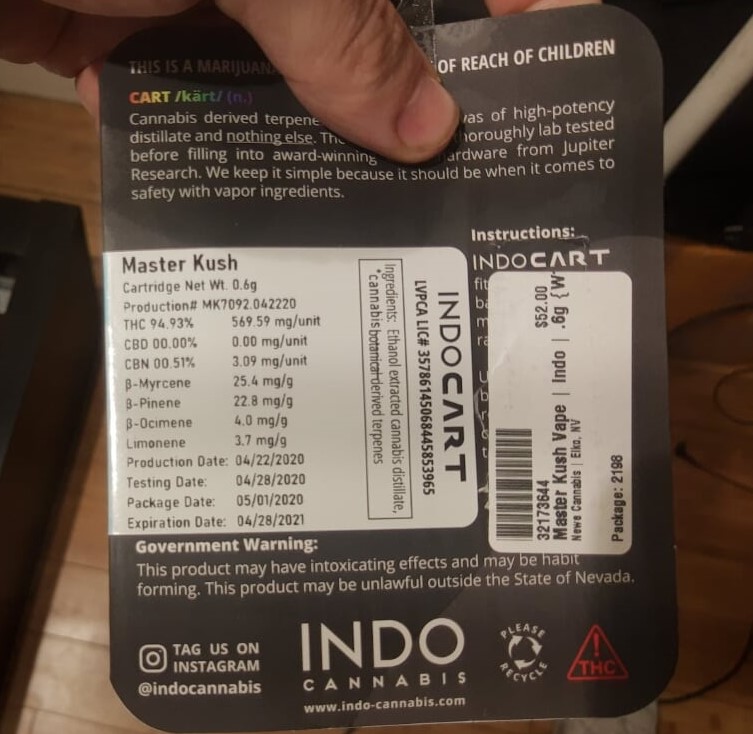 THIS IS A MARIJUANA OF REACH OF CHILDREN
CART /kärt/ (n.)
Cannabis derived terpene vas of high-potency
distillate and nothing else. The horoughly lab tested
before filling into award-winning ardware from Jupiter
Research. We keep it simple because it should be when it comes to
safety with vapor ingredients.
Instructions:
INDOCART
fit
ba
m
ra
U
b
r
t
Master Kush
Cartridge Net Wt. 0.6g
Production# MK7092.042220
THC 94.93% 569.59 mg/unit
CBD 00.00% 0.00 mg/unit
CBN 00.51% 3.09 mg/unit
β-Myrcene 25.4 mg/g
β-Pinene 22.8 mg/g
β-Ocimene 4.0 mg/g
Limonene 3.7 mg/g
Production Date: 04/22/2020
Testing Date: 04/28/2020
Package Date: 05/01/2020
Expiration Date: 04/28/2021
INDOCART
LVPCA LIC# 35786145068445853965
Ingredients: Ethanol extracted cannabis distillate,
*cannabis botanical-derived terpenes
$52.00
32173644
Master Kush Vape | Indo | .6g {W
Newe Cannabis | Elko, NV
Package: 2198
Government Warning:
This product may have intoxicating effects and may be habit
forming. This product may be unlawful outside the State of Nevada.
TAG US ON
INSTAGRAM
@indocannabis
INDO
CANNABIS
www.indo-cannabis.com
PLEASE
RECYCLE
!
THC